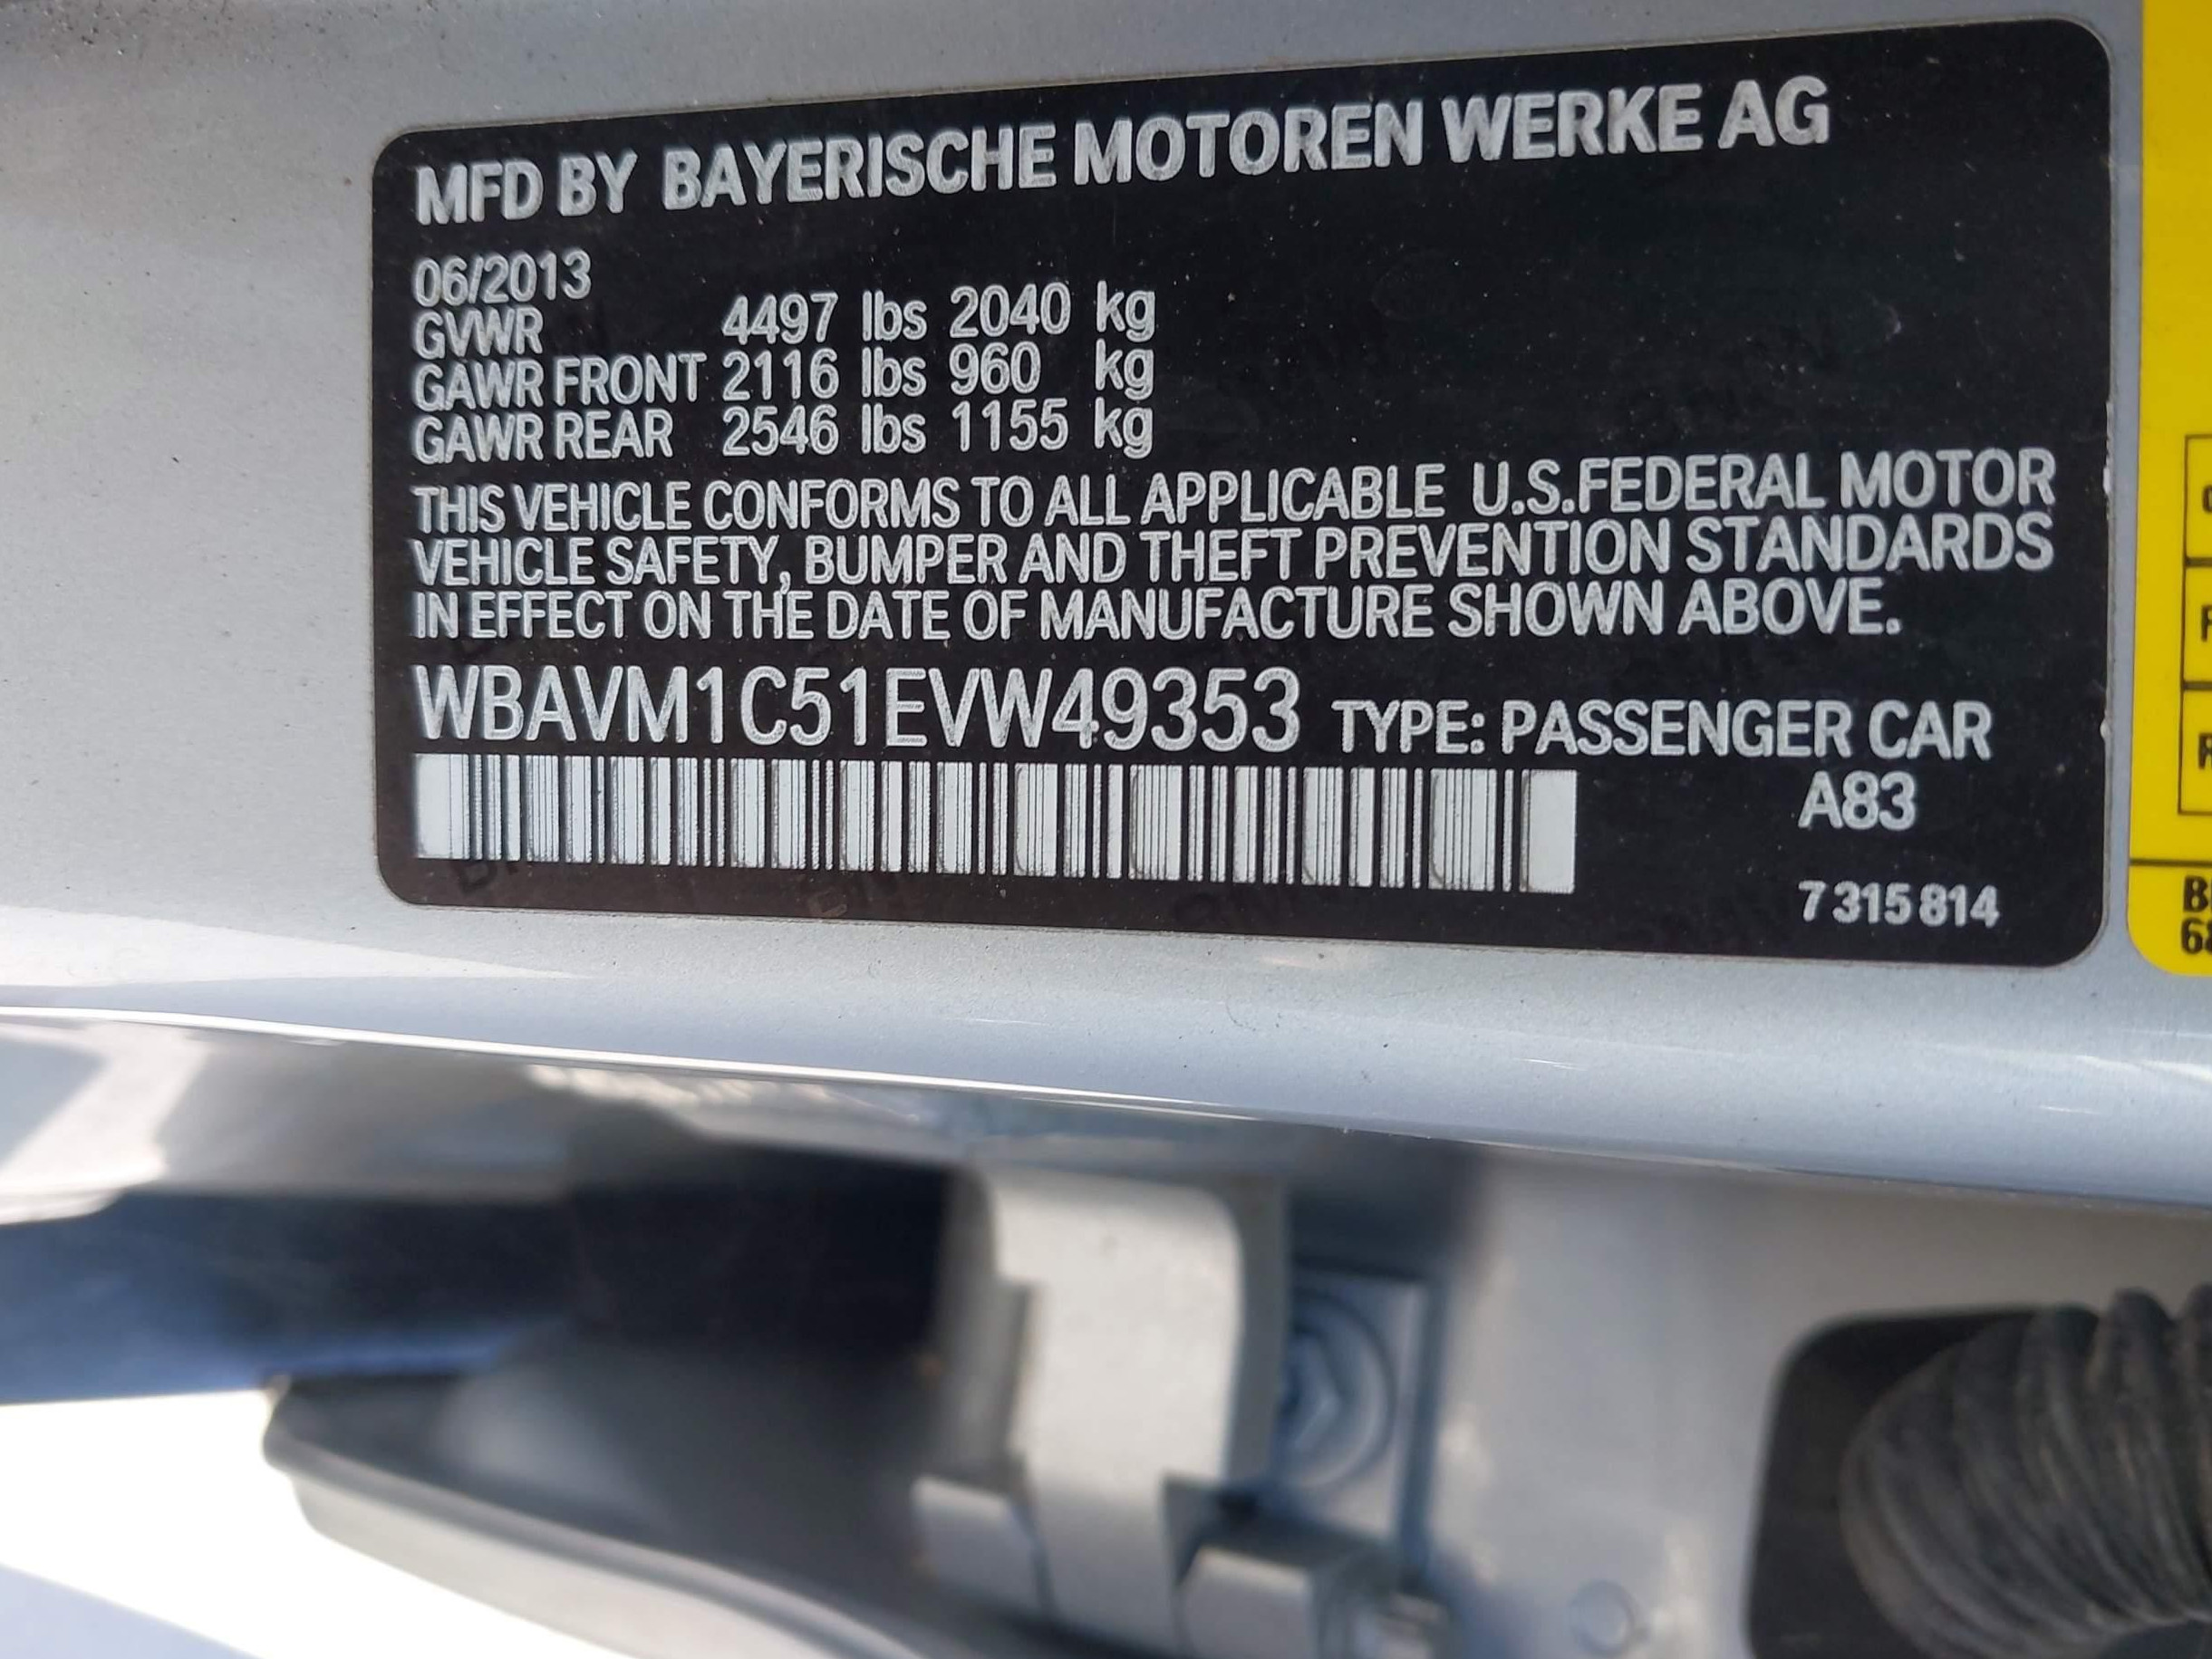 MFD BY BAYERISCHE MOTOREN WERKE AG
06/2013
GVWR 4497 lbs 2040 kg
GAWR FRONT 2116 lbs 960 kg
GAWR REAR 2546 lbs 1155 kg
THIS VEHICLE CONFORMS TO ALL APPLICABLE U.S.FEDERAL MOTOR
VEHICLE SAFETY, BUMPER AND THEFT PREVENTION STANDARDS
IN EFFECT ON THE DATE OF MANUFACTURE SHOWN ABOVE.
WBAVM1C51EVW49353 TYPE: PASSENGER CAR
A83
7 315 814